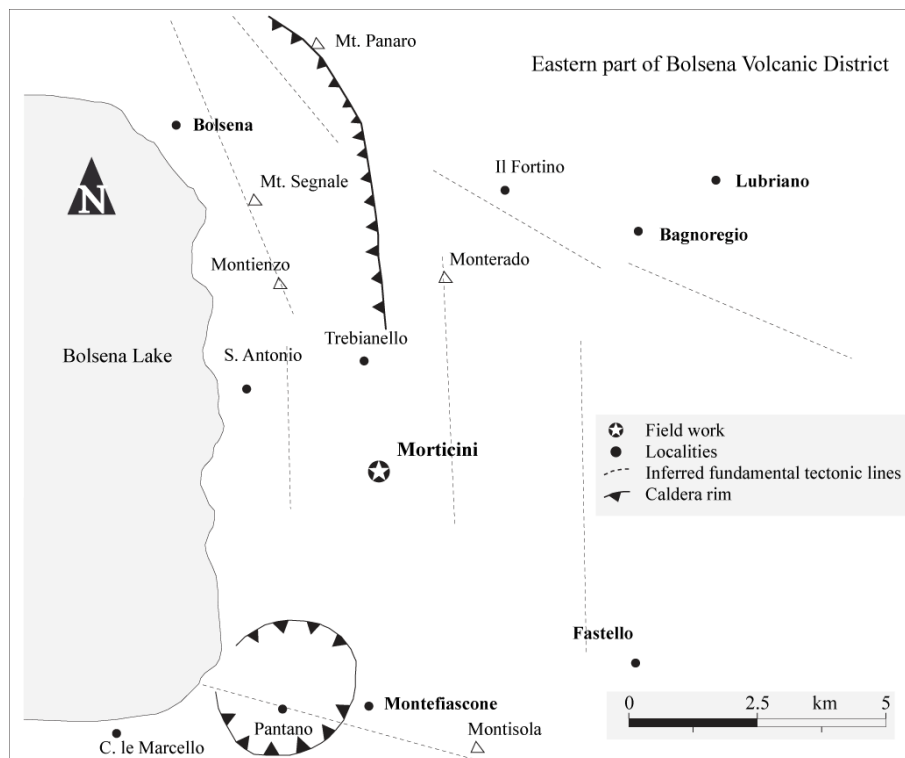 Mt. Panaro
Eastern part of Bolsena Volcanic District
Bolsena
Il Fortino
Lubriano
Mt. Segnale
N
Bagnoregio
Montienzo
Monterado
Trebianello
Bolsena Lake
S. Antonio
Morticini
Field work
Localities
Inferred fundamental tectonic lines
Caldera rim
Fastello
Montefiascone
0 2.5 km 5
Pantano
Montisola
C. le Marcello